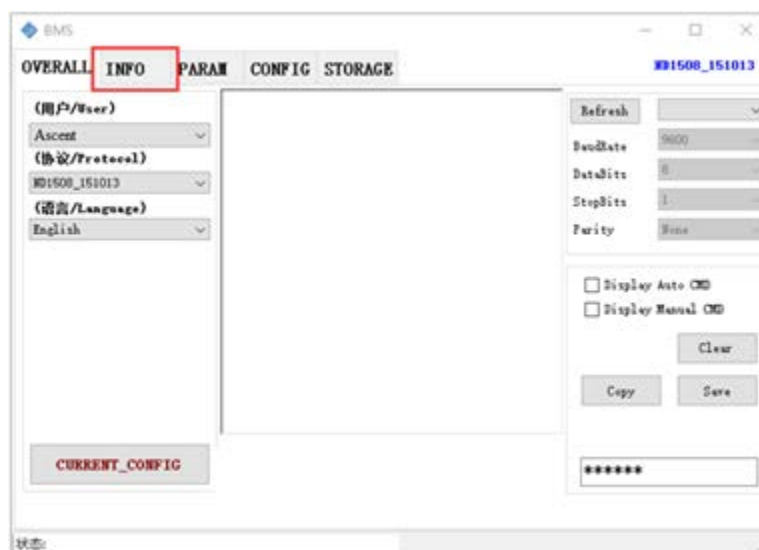 BMS
OVERALL INFO PARAM CONFIG STORAGE
ND1508_151013
(用户/User)
Ascent
(协议/Protocol)
ND1508_151013
(语言/Language)
English
CURRENT_CONFIG
Refresh
BaudRate 9600
DataBits 8
StopBits 1
Parity None
Display Auto CMD
Display Manual CMD
Clear
Copy Save
******
状态: